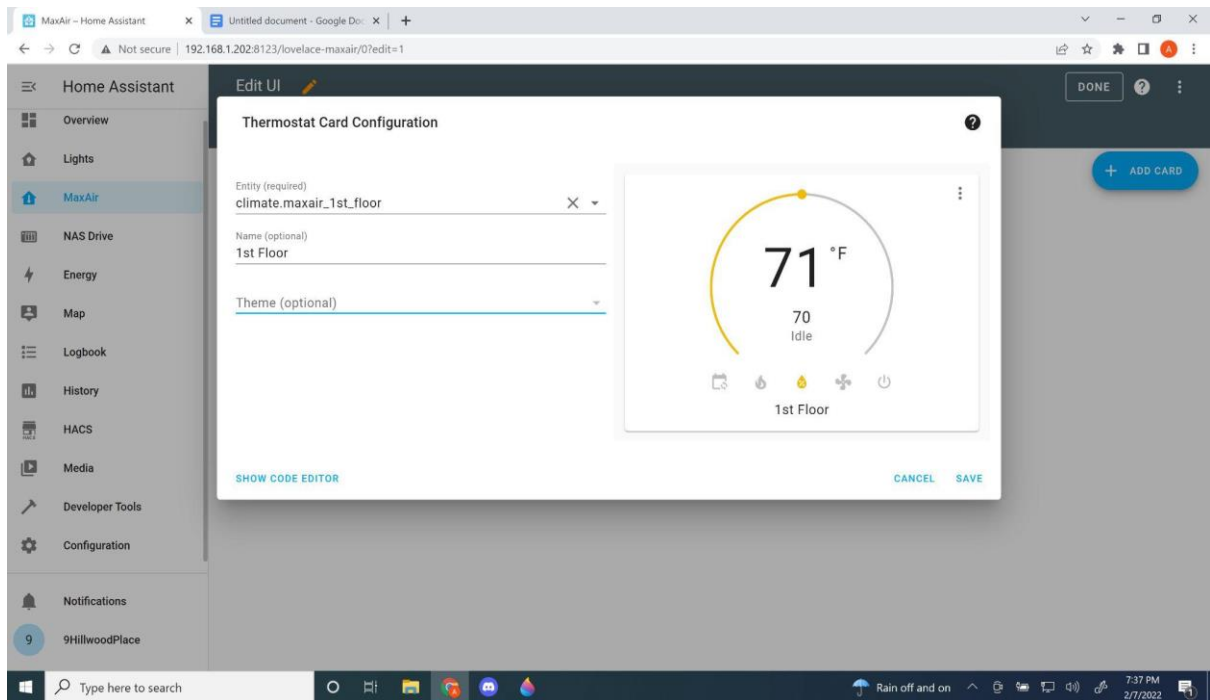 MaxAir – Home Assistant
Untitled document - Google Doc
Not secure
192.168.1.202:8123/lovelace-maxair/0?edit=1
A
Home Assistant
Edit UI
DONE
Overview
Lights
MaxAir
NAS Drive
Energy
Map
Logbook
History
HACS
Media
Developer Tools
Configuration
Notifications
9
9HillwoodPlace
+ ADD CARD
Thermostat Card Configuration
Entity (required)
climate.maxair_1st_floor
Name (optional)
1st Floor
Theme (optional)
71 °F
70
Idle
1st Floor
SHOW CODE EDITOR
CANCEL
SAVE
Type here to search
Rain off and on
7:37 PM
2/7/2022